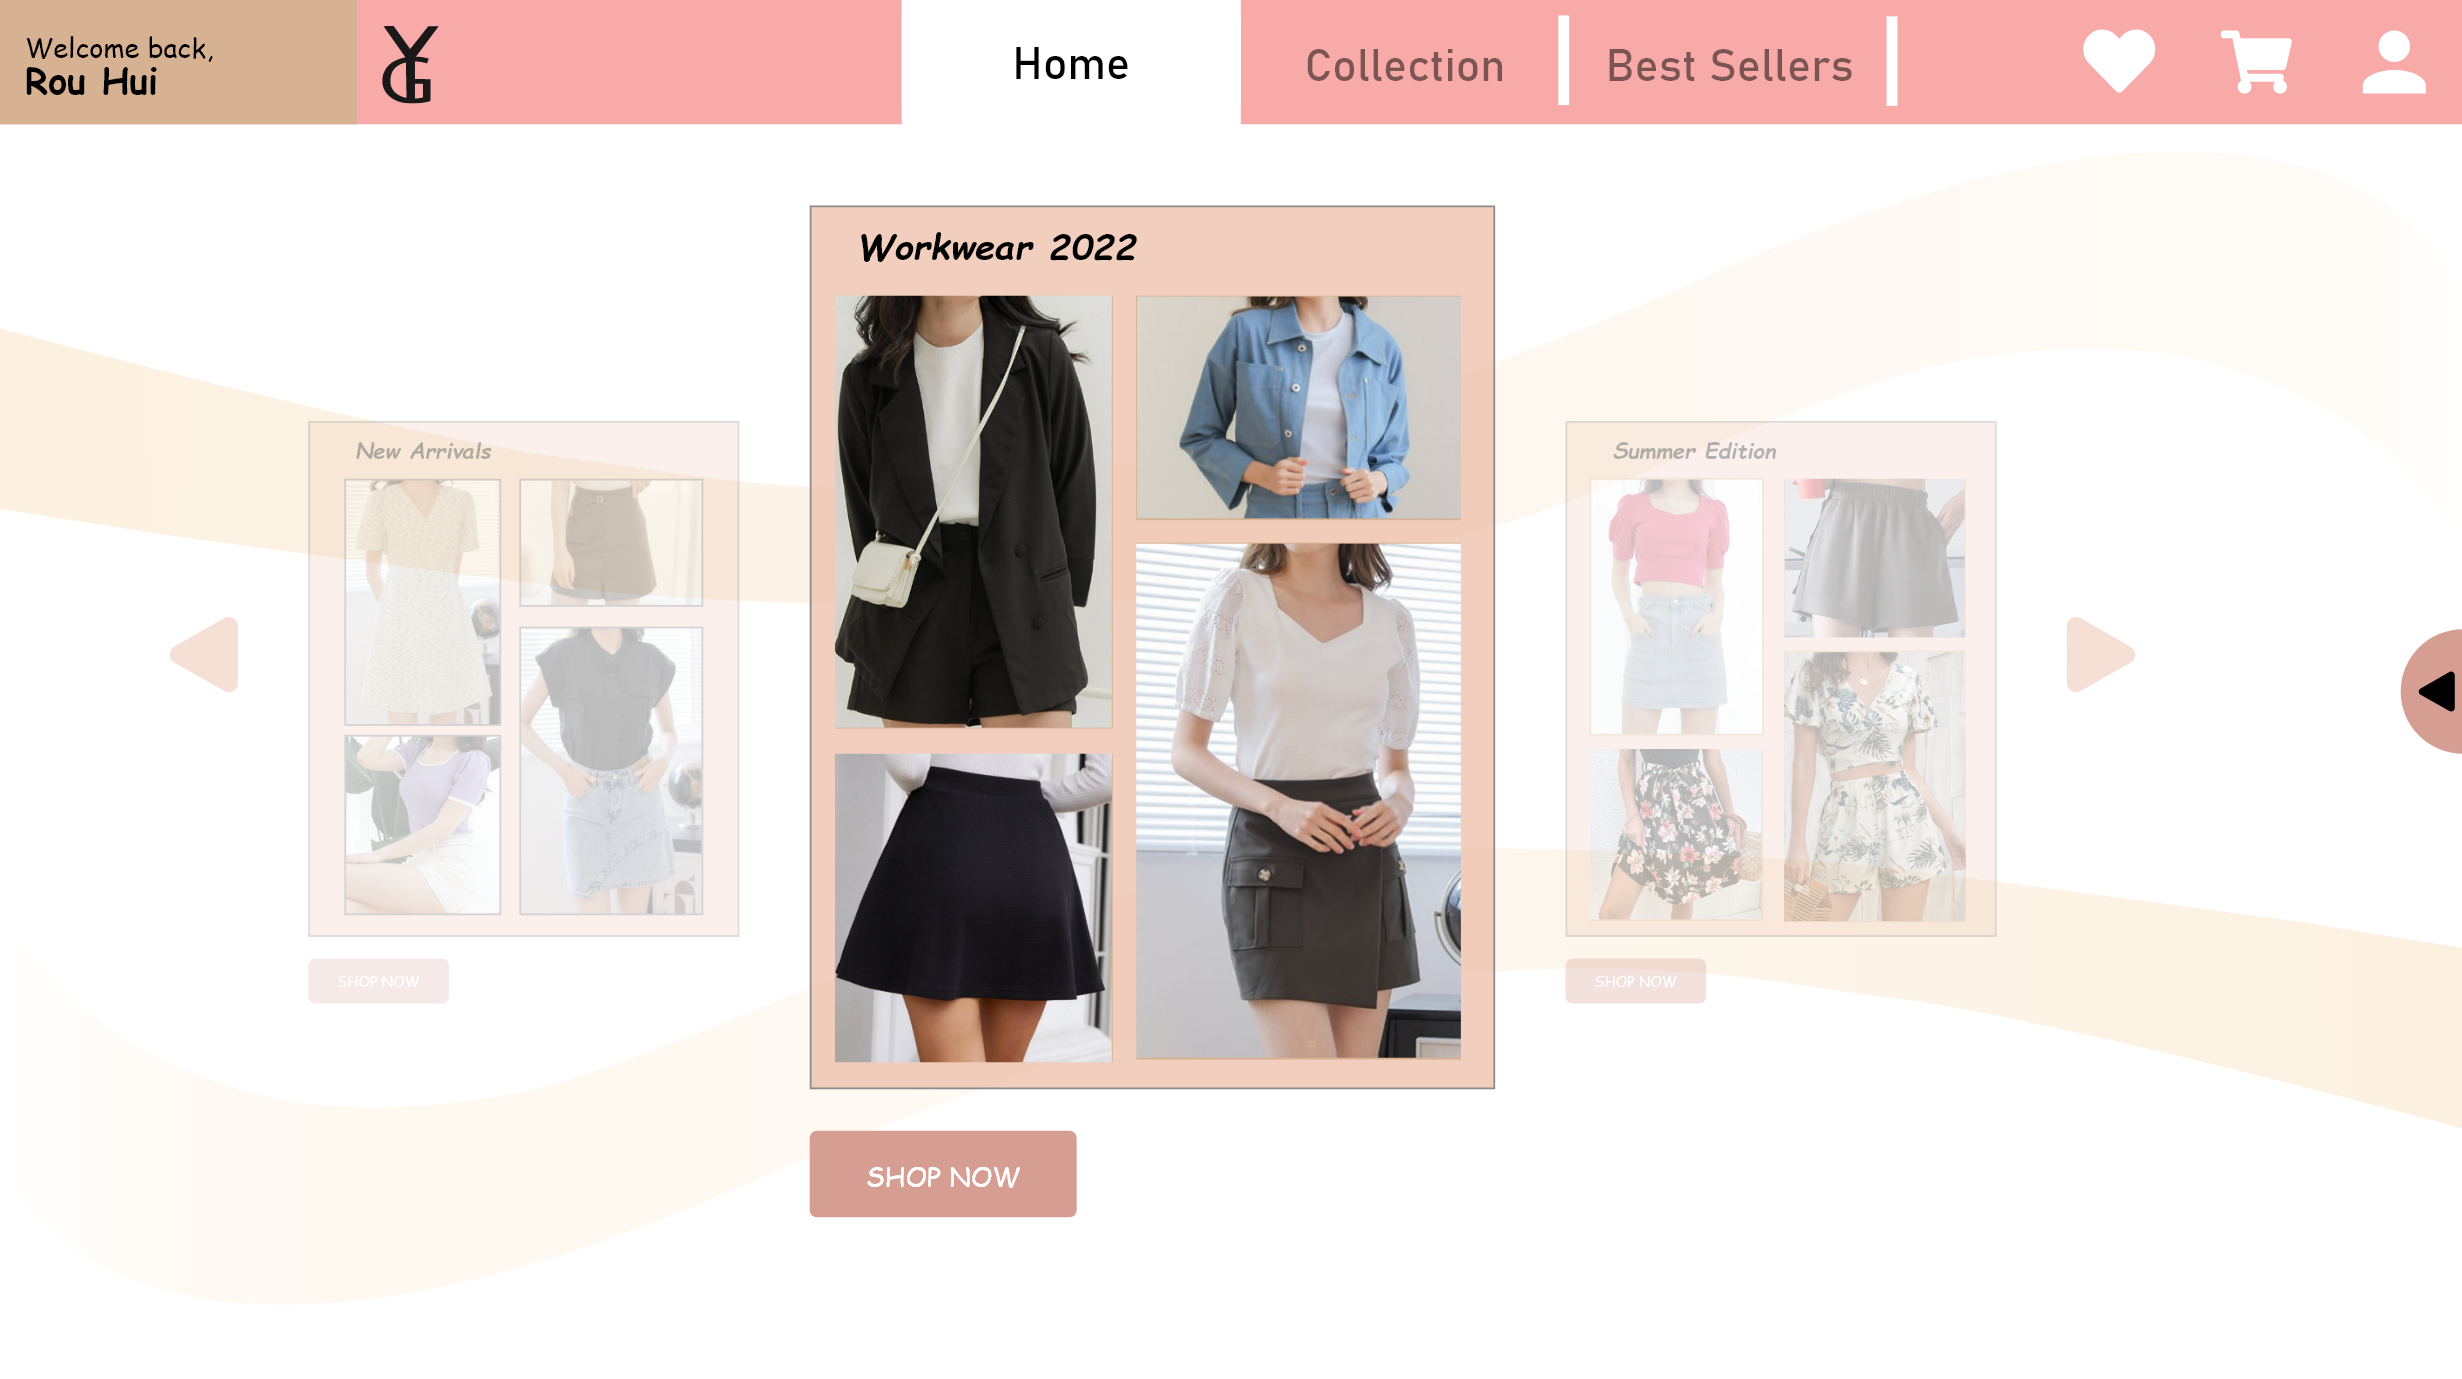 Welcome back,
Rou Hui
YG
Home
Collection
Best Sellers
New Arrivals
SHOP NOW
Workwear 2022
SHOP NOW
Summer Edition
SHOP NOW